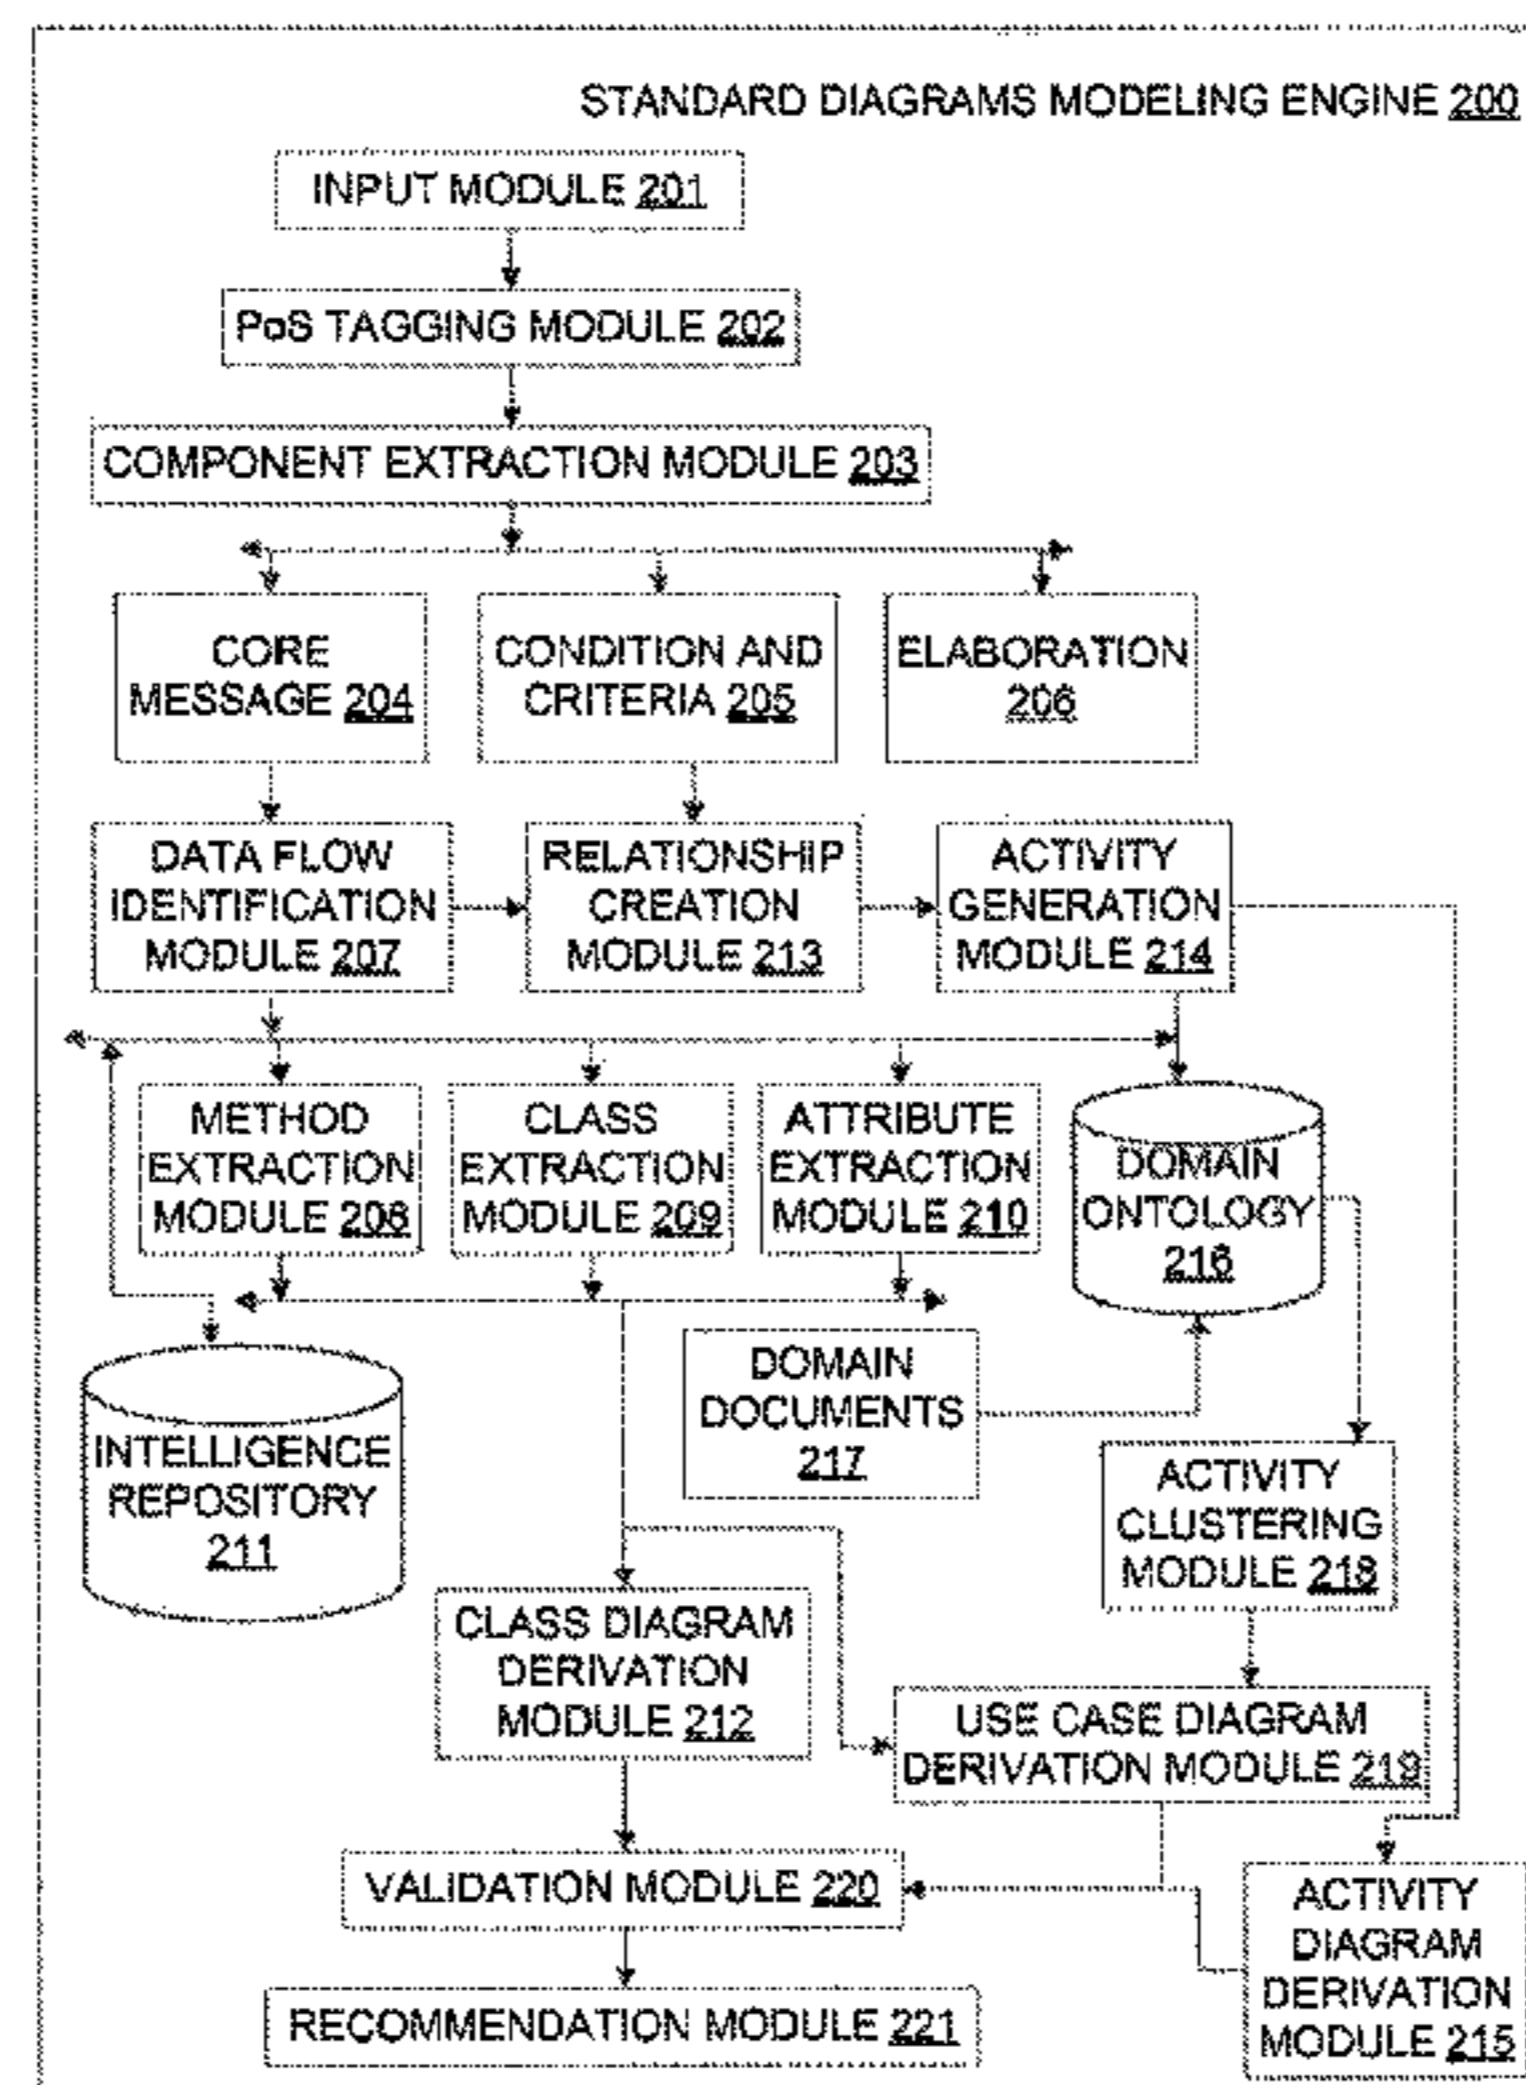 STANDARD DIAGRAMS MODELING ENGINE 200
INPUT MODULE 201
PoS TAGGING MODULE 202
COMPONENT EXTRACTION MODULE 203
CORE
MESSAGE 204
CONDITION AND
CRITERIA 205
ELABORATION
206
DATA FLOW
IDENTIFICATION
MODULE 207
RELATIONSHIP
CREATION
MODULE 213
ACTIVITY
GENERATION
MODULE 214
METHOD
EXTRACTION
MODULE 208
CLASS
EXTRACTION
MODULE 209
ATTRIBUTE
EXTRACTION
MODULE 210
DOMAIN
ONTOLOGY
216
INTELLIGENCE
REPOSITORY
211
DOMAIN
DOCUMENTS
217
ACTIVITY
CLUSTERING
MODULE 218
CLASS DIAGRAM
DERIVATION
MODULE 212
USE CASE DIAGRAM
DERIVATION MODULE 219
VALIDATION MODULE 220
ACTIVITY
DIAGRAM
DERIVATION
MODULE 215
RECOMMENDATION MODULE 221